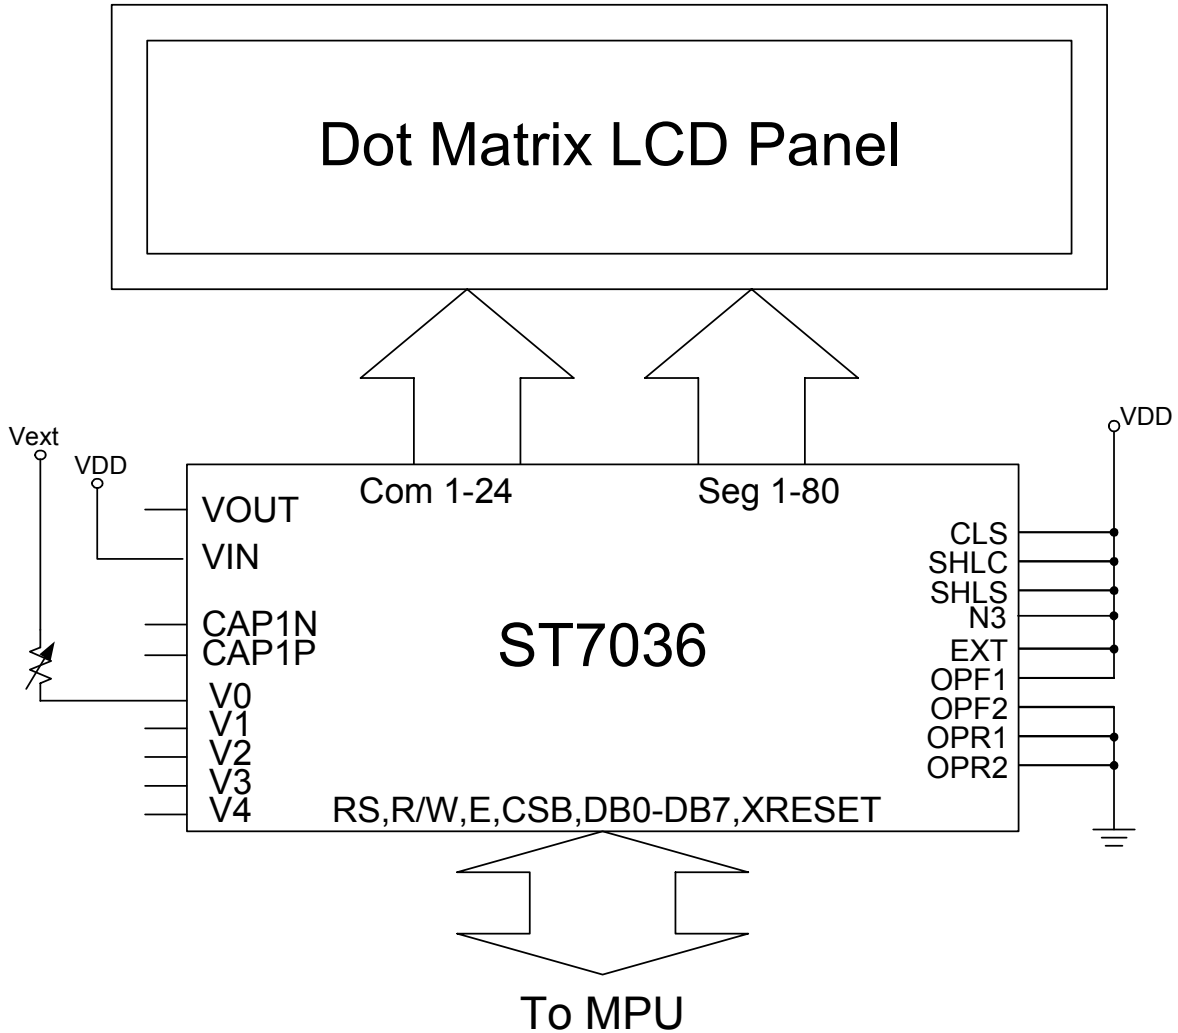 Dot Matrix LCD Panel
Vext
VDD
VDD
Com 1-24
Seg 1-80
VOUT
VIN
CAP1N
CAP1P
V0
V1
V2
V3
V4
ST7036
CLS
SHLC
SHLS
N3
EXT
OPF1
OPF2
OPR1
OPR2
RS,R/W,E,CSB,DB0-DB7,XRESET
To MPU